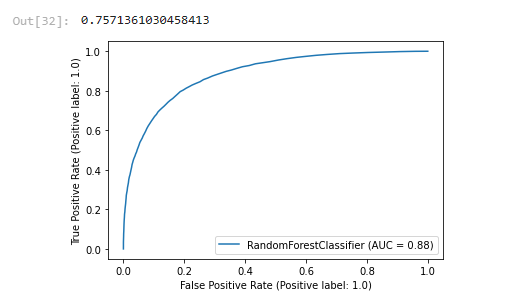 Out[32]: 0.7571361030458413
1.0
0.8
0.6
0.4
0.2
0.0
True Positive Rate (Positive label: 1.0)
RandomForestClassifier (AUC = 0.88)
0.0 0.2 0.4 0.6 0.8 1.0
False Positive Rate (Positive label: 1.0)